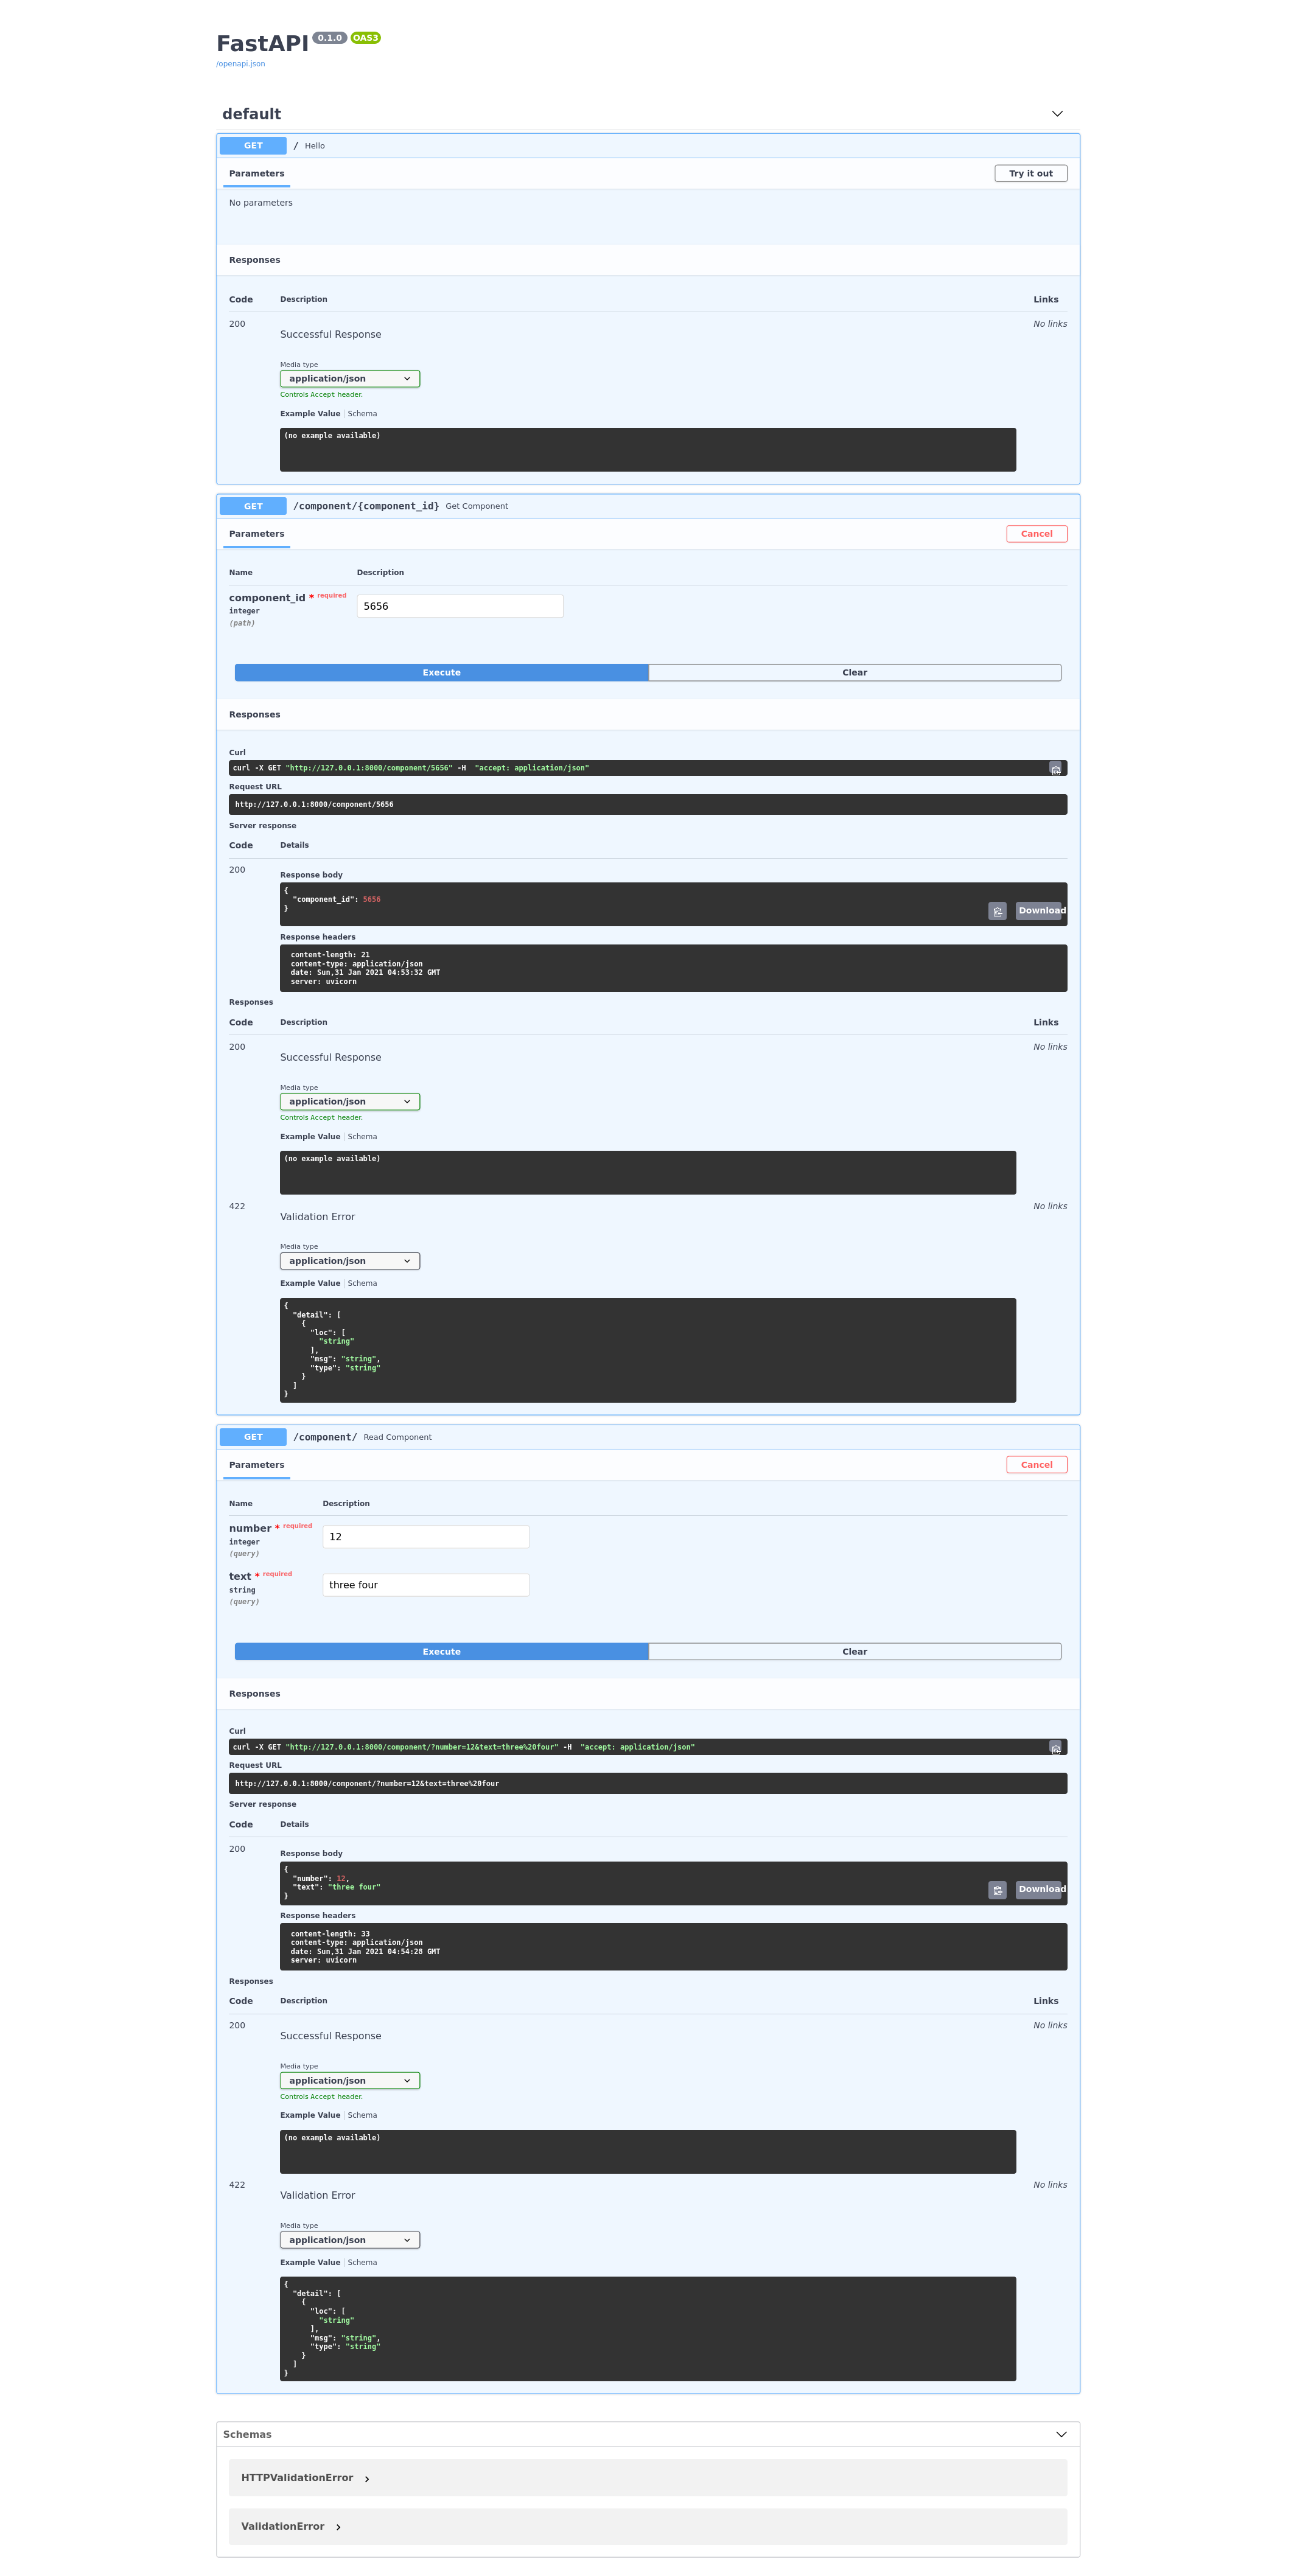 FastAPI 0.1.0 OAS3
/openapi.json
default
GET / Hello
Parameters Try it out
No parameters
Responses
Code Description Links
200 No links
Successful Response
Media type
application/json
Controls Accept header.
Example Value Schema
(no example available)
GET /component/{component_id} Get Component
Parameters Cancel
Name Description
component_id * required
integer
(path)
5656
Execute Clear
Responses
Curl
curl -X GET "http://127.0.0.1:8000/component/5656" -H  "accept: application/json"
Request URL
http://127.0.0.1:8000/component/5656
Server response
Code Details
200
Response body
{
  "component_id": 5656
}
Download
Response headers
content-length: 21
content-type: application/json
date: Sun,31 Jan 2021 04:53:32 GMT
server: uvicorn
Responses
Code Description Links
200 No links
Successful Response
Media type
application/json
Controls Accept header.
Example Value Schema
(no example available)
422 No links
Validation Error
Media type
application/json
Example Value Schema
{
  "detail": [
    {
      "loc": [
        "string"
      ],
      "msg": "string",
      "type": "string"
    }
  ]
}
GET /component/ Read Component
Parameters Cancel
Name Description
number * required
integer
(query)
12
text * required
string
(query)
three four
Execute Clear
Responses
Curl
curl -X GET "http://127.0.0.1:8000/component/?number=12&text=three%20four" -H  "accept: application/json"
Request URL
http://127.0.0.1:8000/component/?number=12&text=three%20four
Server response
Code Details
200
Response body
{
  "number": 12,
  "text": "three four"
}
Download
Response headers
content-length: 33
content-type: application/json
date: Sun,31 Jan 2021 04:54:28 GMT
server: uvicorn
Responses
Code Description Links
200 No links
Successful Response
Media type
application/json
Controls Accept header.
Example Value Schema
(no example available)
422 No links
Validation Error
Media type
application/json
Example Value Schema
{
  "detail": [
    {
      "loc": [
        "string"
      ],
      "msg": "string",
      "type": "string"
    }
  ]
}
Schemas
HTTPValidationError
ValidationError